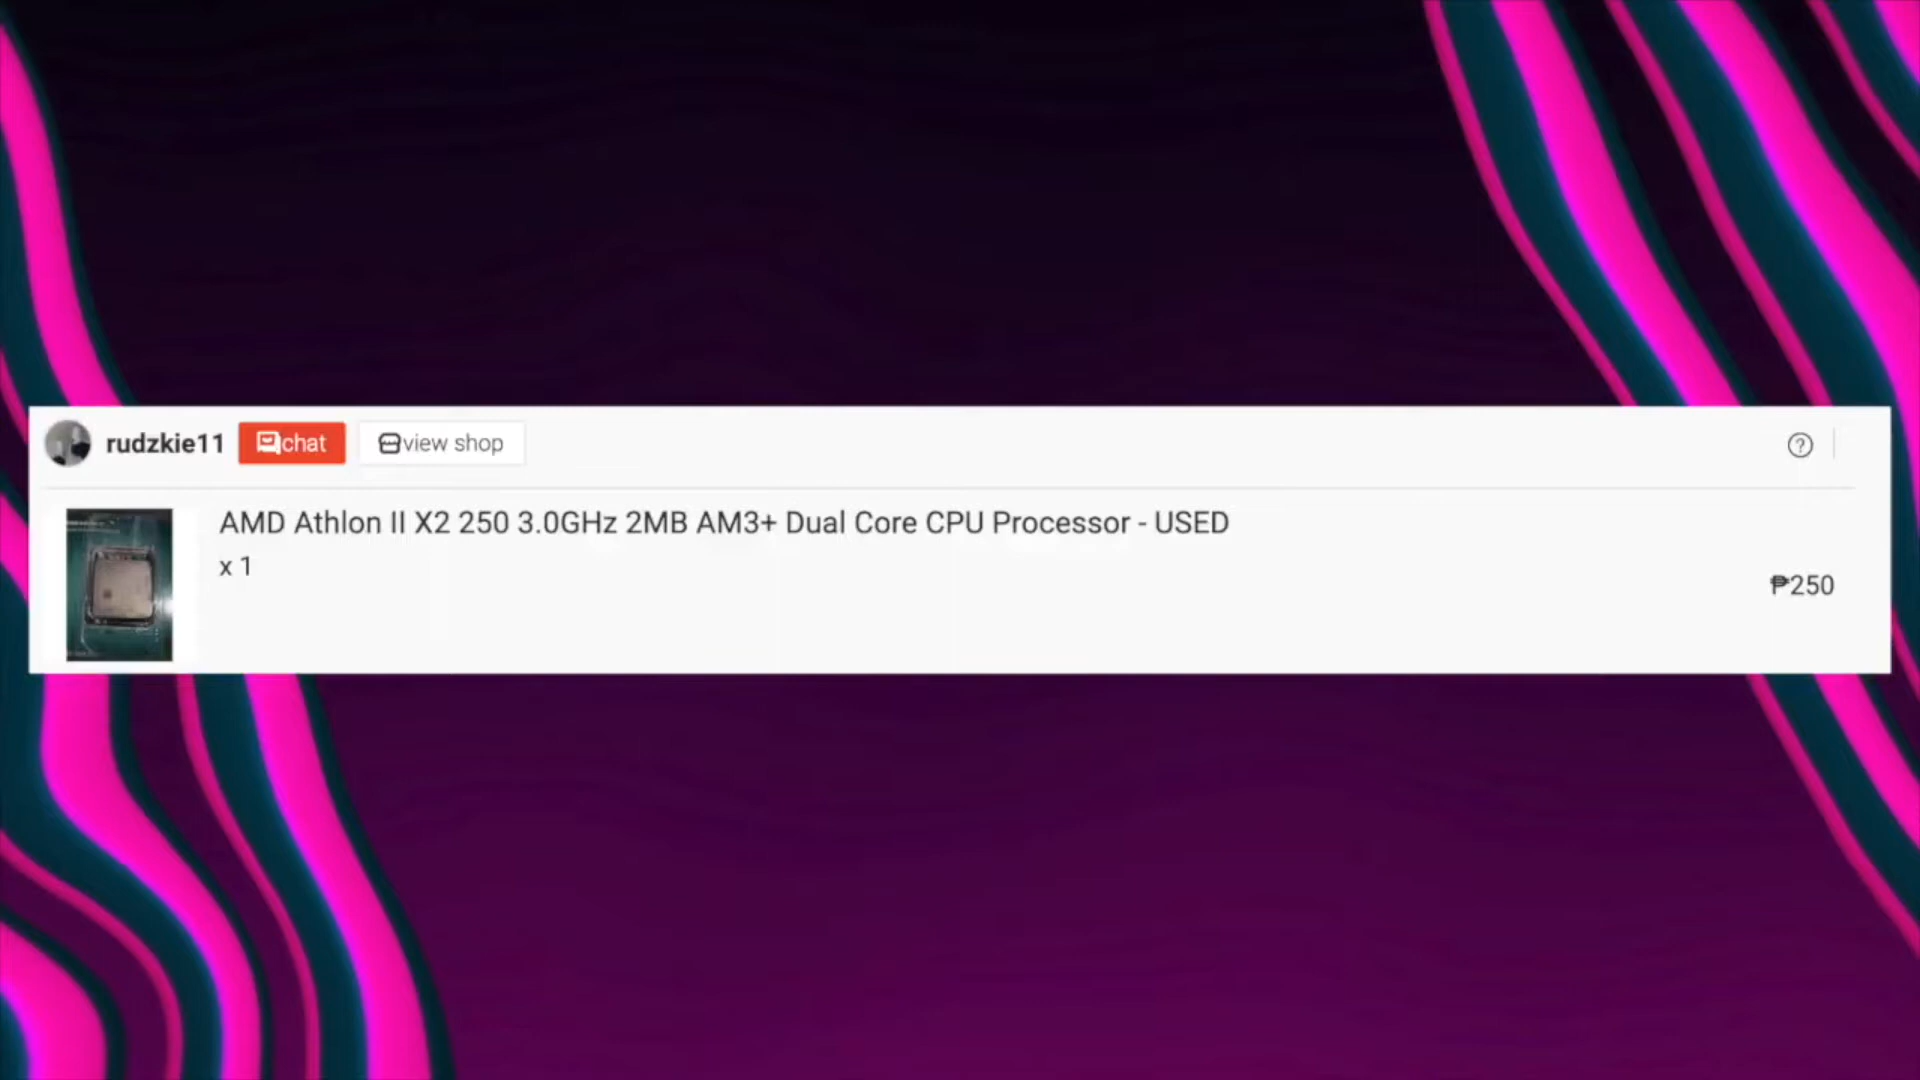 rudzkie11 chat view shop
AMD Athlon II X2 250 3.0GHz 2MB AM3+ Dual Core CPU Processor - USED
x 1
₱250